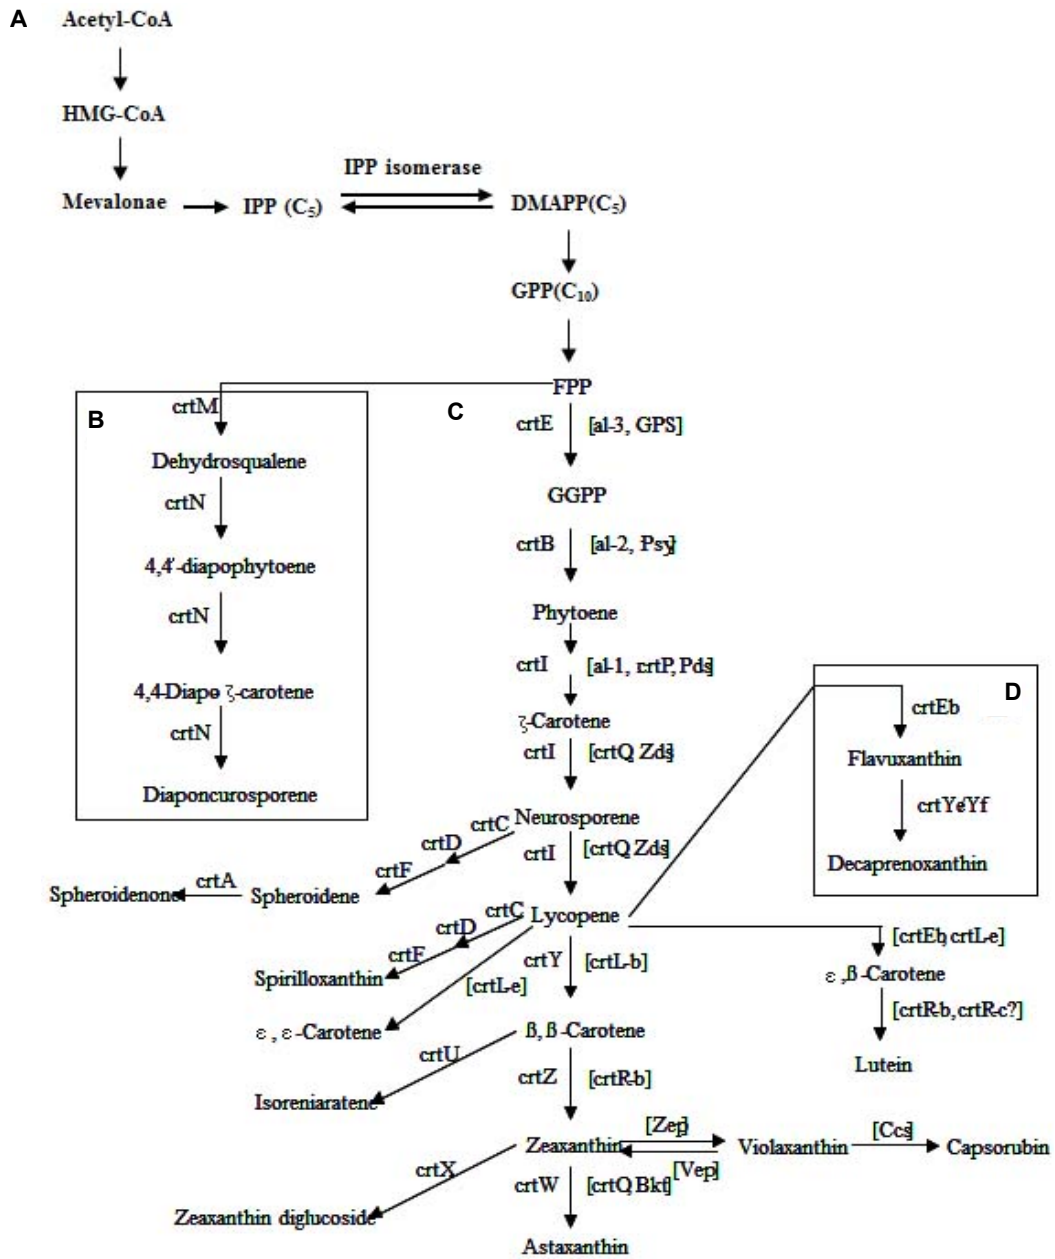 A
Acetyl-CoA
HMG-CoA
IPP isomerase
Mevalonae
IPP (C5)
DMAPP(C5)
GPP(C10)
FPP
B
crtM
Dehydrosqualene
crtN
4,4'-diapophytoene
crtN
4,4-Diapo ζ-carotene
crtN
Diaponcurosporene
C
crtE [al-3, GPS]
GGPP
crtB [al-2, Psy]
Phytoene
crtI [al-1, crtP, Pds]
ζ-Carotene
crtI [crtQ, Zds]
Neurosporene
crtC
crtD
crtF
Spheroidene
crtA
Spheroidenone
crtI [crtQ, Zds]
Lycopene
crtC
crtD
crtF
Spirilloxanthin
[crtL-e]
ε, ε-Carotene
crtY [crtL-b]
ß, ß-Carotene
crtU
Isoreniaratene
crtZ [crtR-b]
Zeaxanthin
[Zep]
[Vep]
Violaxanthin
[Ccs]
Capsorubin
crtX
Zeaxanthin diglucoside
crtW [crtQ, Bkt]
Astaxanthin
D
crtEb
Flavuxanthin
crtYeYf
Decaprenoxanthin
[crtEb, crtL-e]
ε,ß-Carotene
[crtR-b, crtR-c?]
Lutein